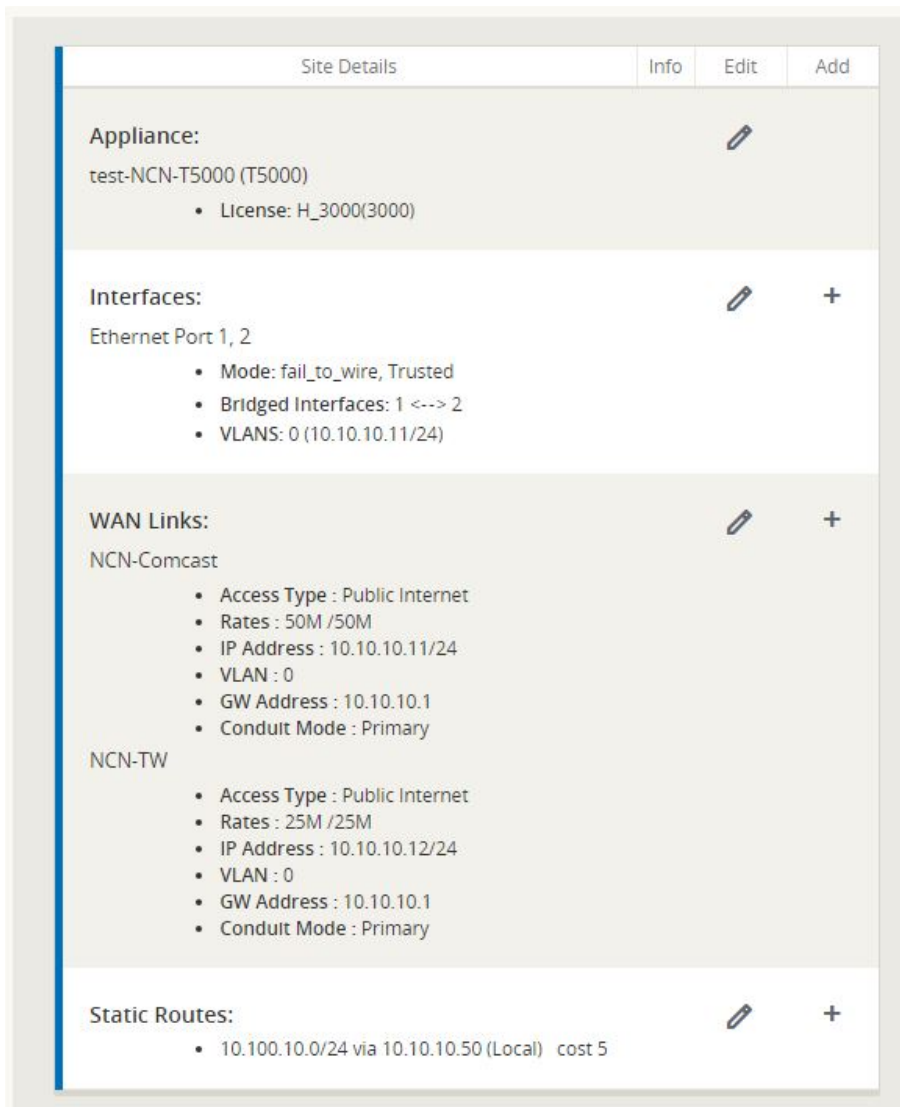 Site Details Info Edit Add
Appliance:
test-NCN-T5000 (T5000)
• License: H_3000(3000)
Interfaces:
Ethernet Port 1, 2
• Mode: fail_to_wire, Trusted
• Bridged Interfaces: 1 <--> 2
• VLANS: 0 (10.10.10.11/24)
WAN Links:
NCN-Comcast
• Access Type : Public Internet
• Rates : 50M /50M
• IP Address : 10.10.10.11/24
• VLAN : 0
• GW Address : 10.10.10.1
• Conduit Mode : Primary
NCN-TW
• Access Type : Public Internet
• Rates : 25M /25M
• IP Address : 10.10.10.12/24
• VLAN : 0
• GW Address : 10.10.10.1
• Conduit Mode : Primary
Static Routes:
• 10.100.10.0/24 via 10.10.10.50 (Local) cost 5